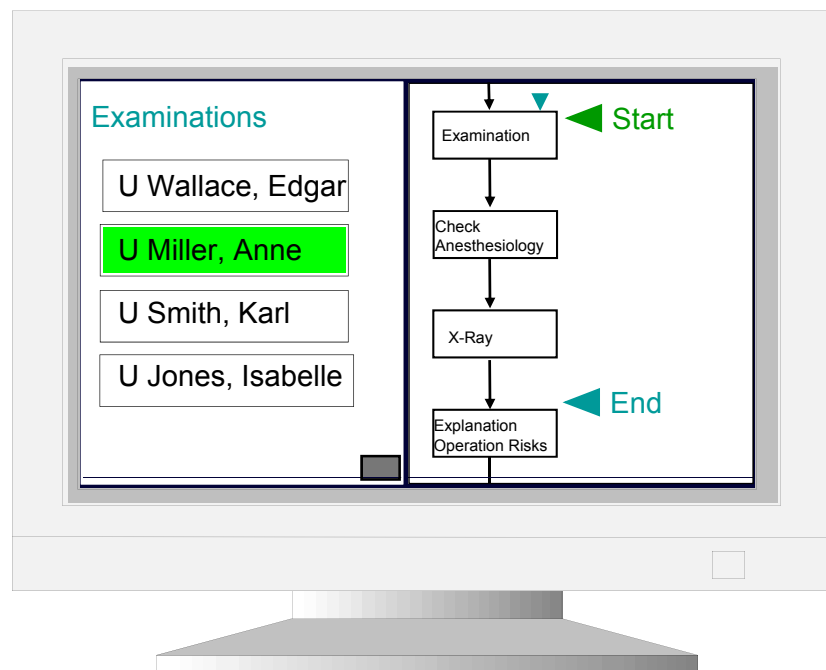 Examinations
U Wallace, Edgar
U Miller, Anne
U Smith, Karl
U Jones, Isabelle
Start
Examination
Check
Anesthesiology
X-Ray
End
Explanation
Operation Risks